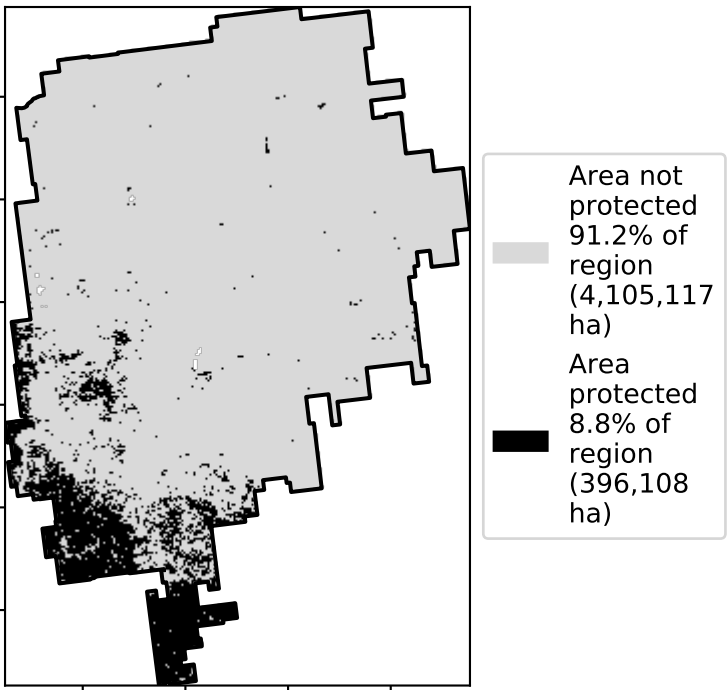 Area not
protected
91.2% of
region
(4,105,117
ha)
Area
protected
8.8% of
region
(396,108
ha)